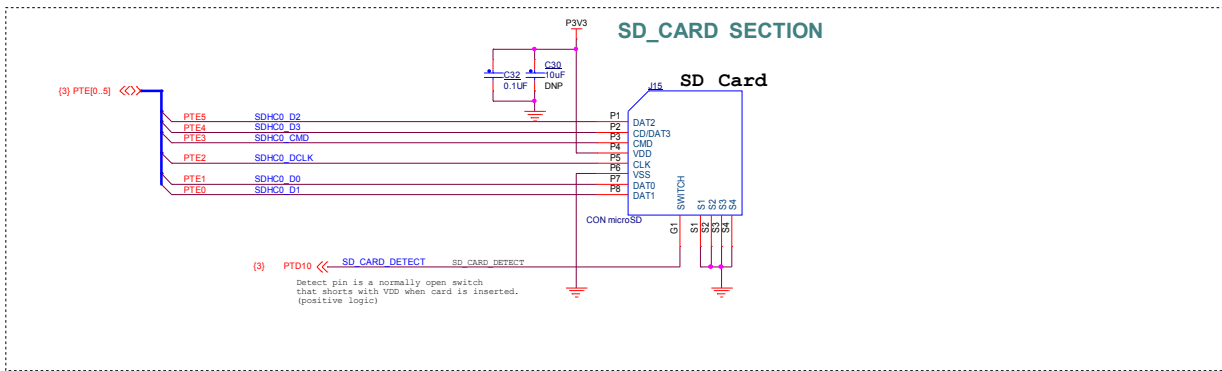 P3V3
SD_CARD SECTION
C32
0.1UF
C30
10uF
DNP
J15
SD Card
{3} PTE[0..5]
PTE5 SDHC0_D2 P1 DAT2
PTE4 SDHC0_D3 P2 CD/DAT3
PTE3 SDHC0_CMD P3 CMD
P4 VDD
PTE2 SDHC0_DCLK P5 CLK
P6 VSS
PTE1 SDHC0_D0 P7 DAT0
PTE0 SDHC0_D1 P8 DAT1
SWITCH S1 S2 S3 S4
CON microSD
G1 S1 S2 S3 S4
{3} PTD10 SD_CARD_DETECT SD_CARD_DETECT
Detect pin is a normally open switch
that shorts with VDD when card is inserted.
(positive logic)